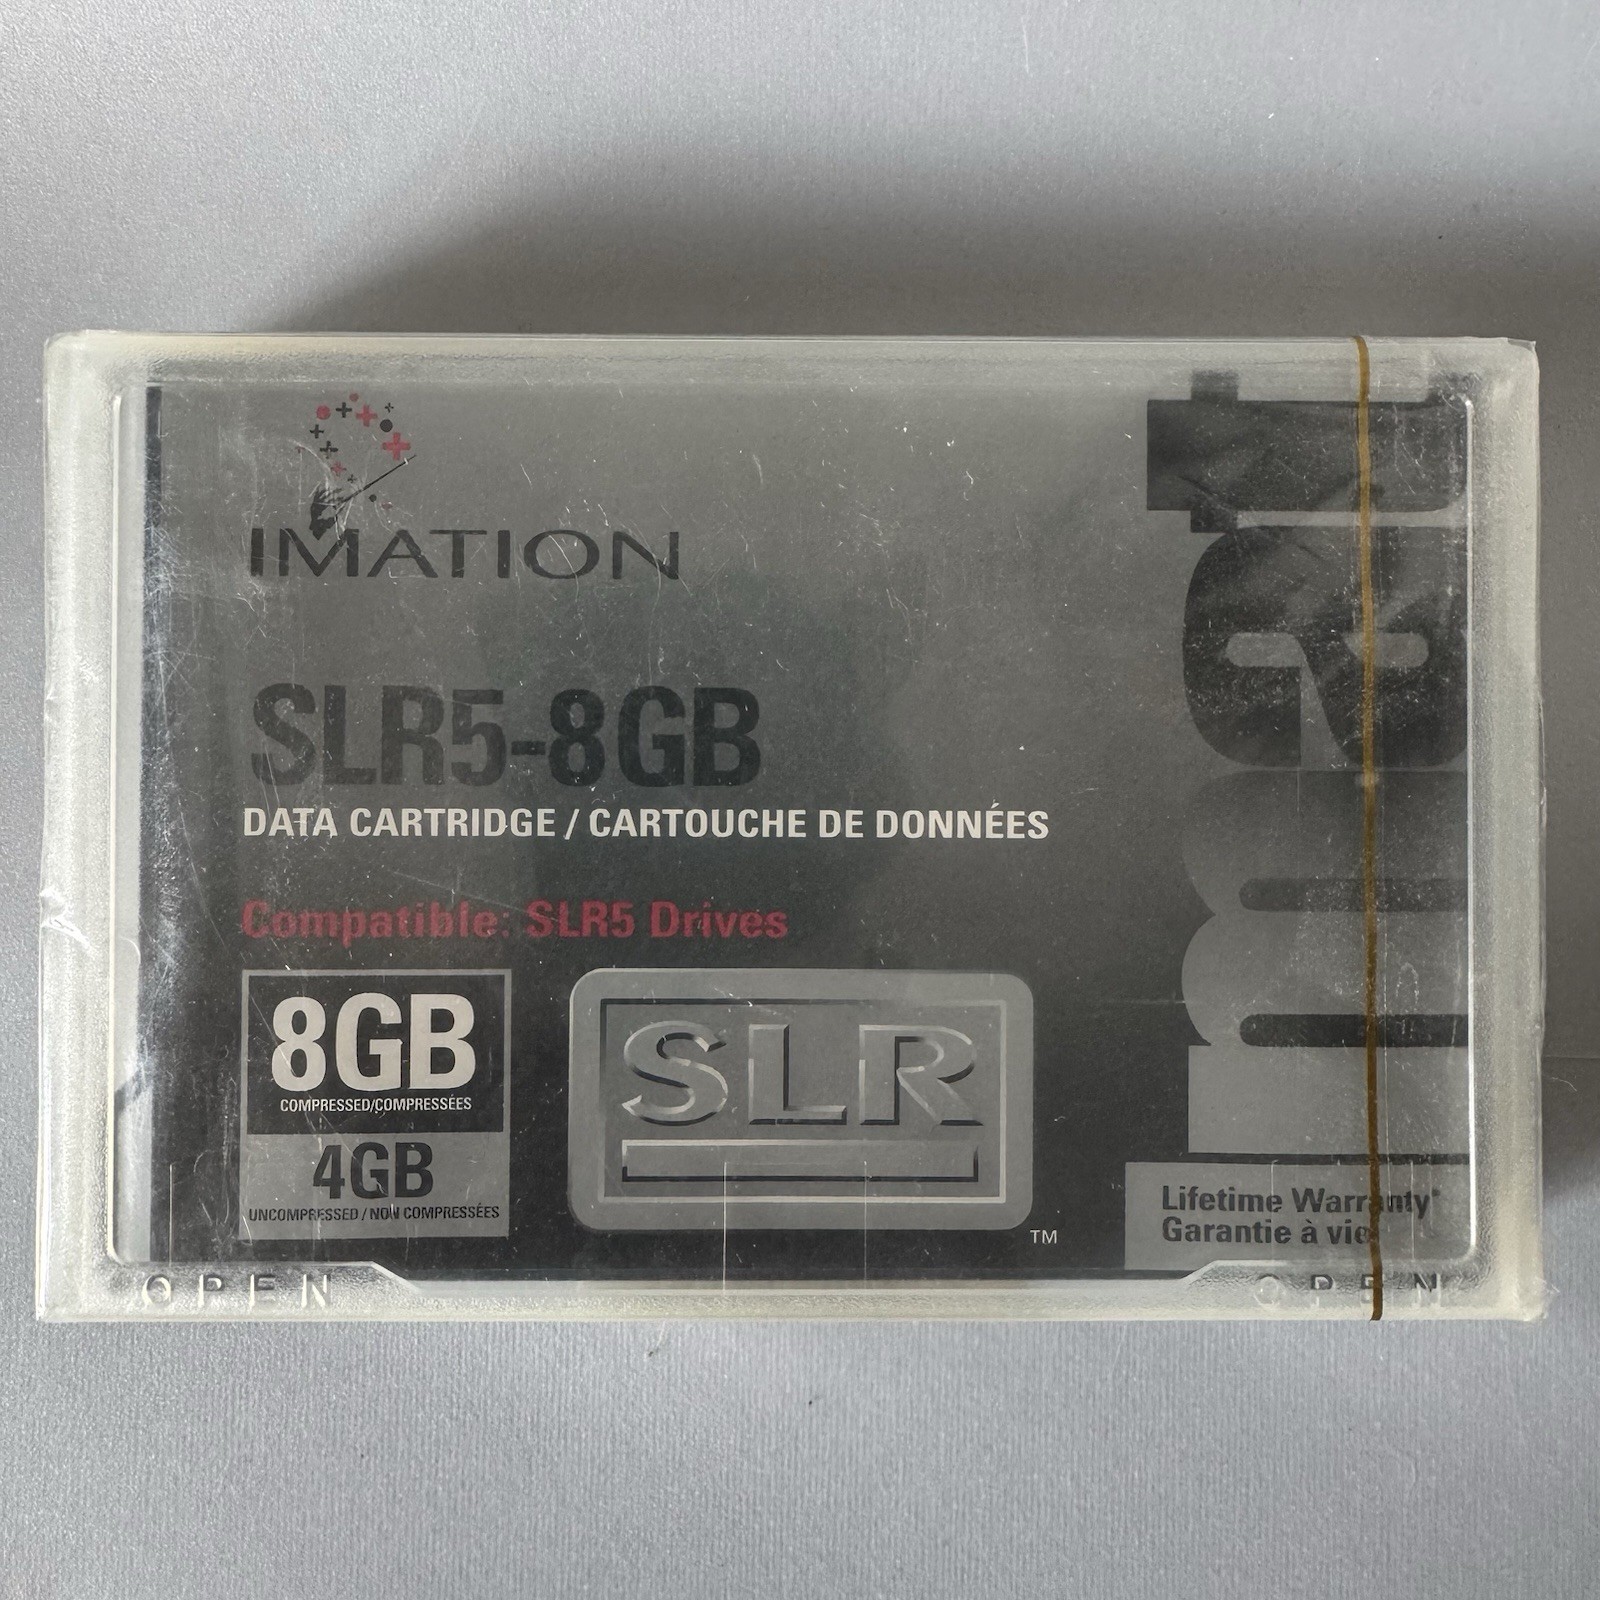 IMATION
SLR5-8GB
DATA CARTRIDGE / CARTOUCHE DE DONNÉES
Compatible: SLR5 Drives
8GB
COMPRESSED/COMPRESSÉES
4GB
UNCOMPRESSED / NON COMPRESSÉES
SLR
TM
Lifetime Warranty*
Garantie à vie*
OPEN
OPEN